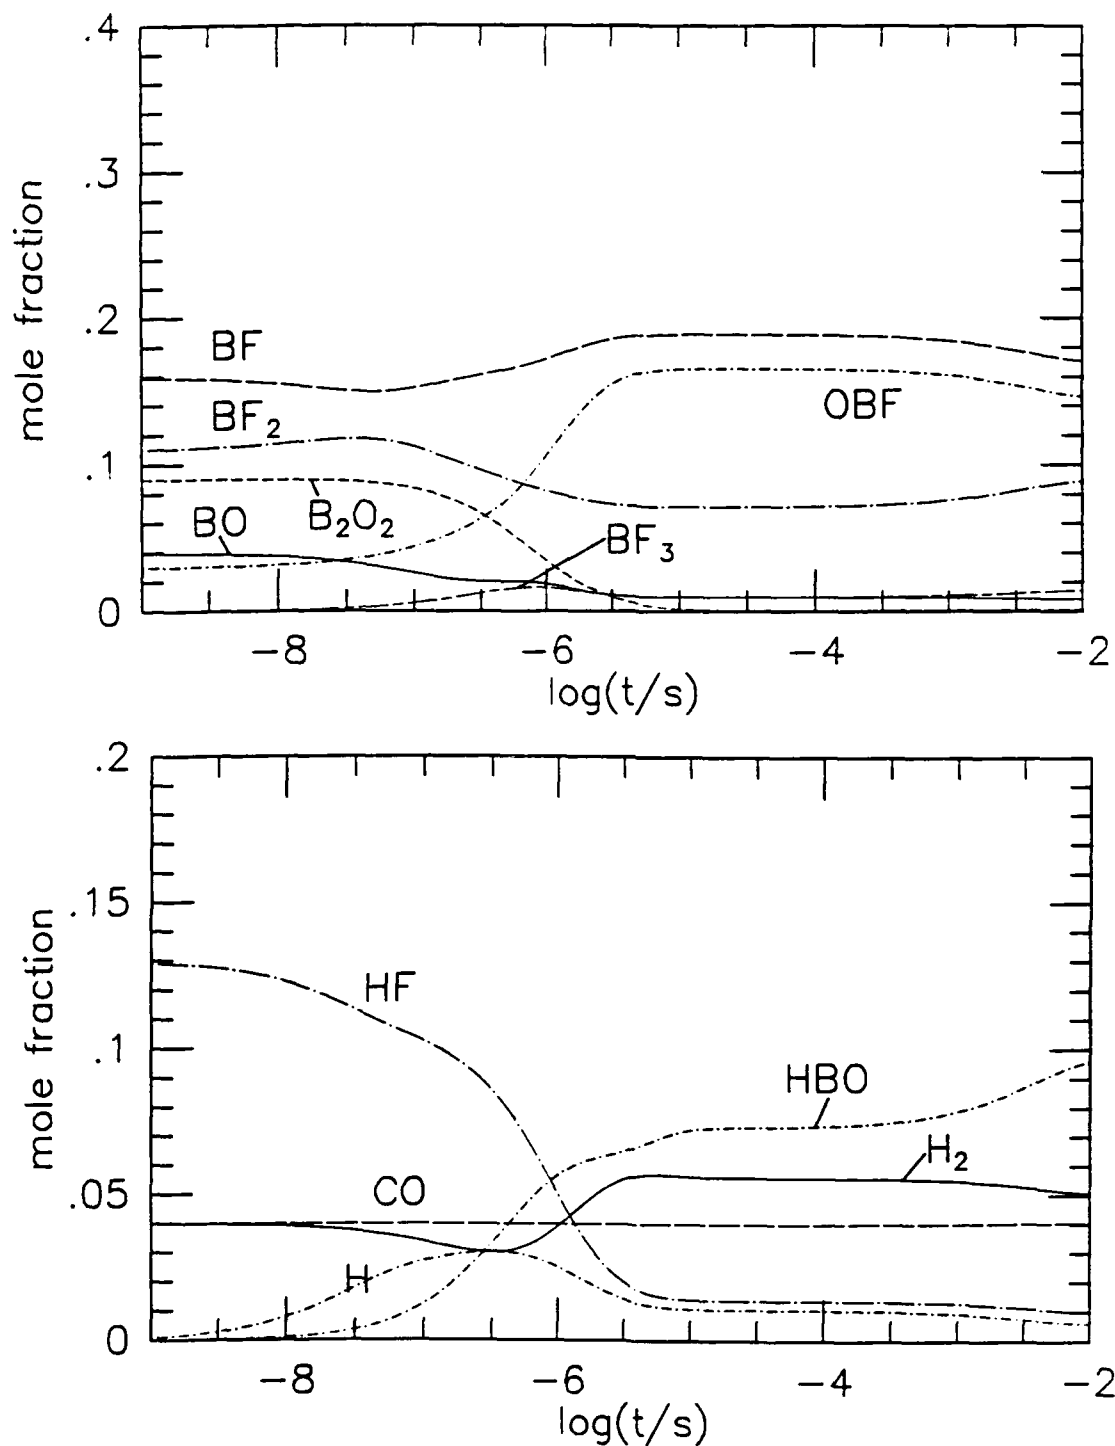 .4
.3
.2
.1
0
mole fraction
BF
BF₂
OBF
B₂O₂
BO
BF₃
−8
−6
−4
−2
log(t/s)
.2
.15
.1
.05
0
mole fraction
HF
HBO
H₂
CO
H
−8
−6
−4
−2
log(t/s)